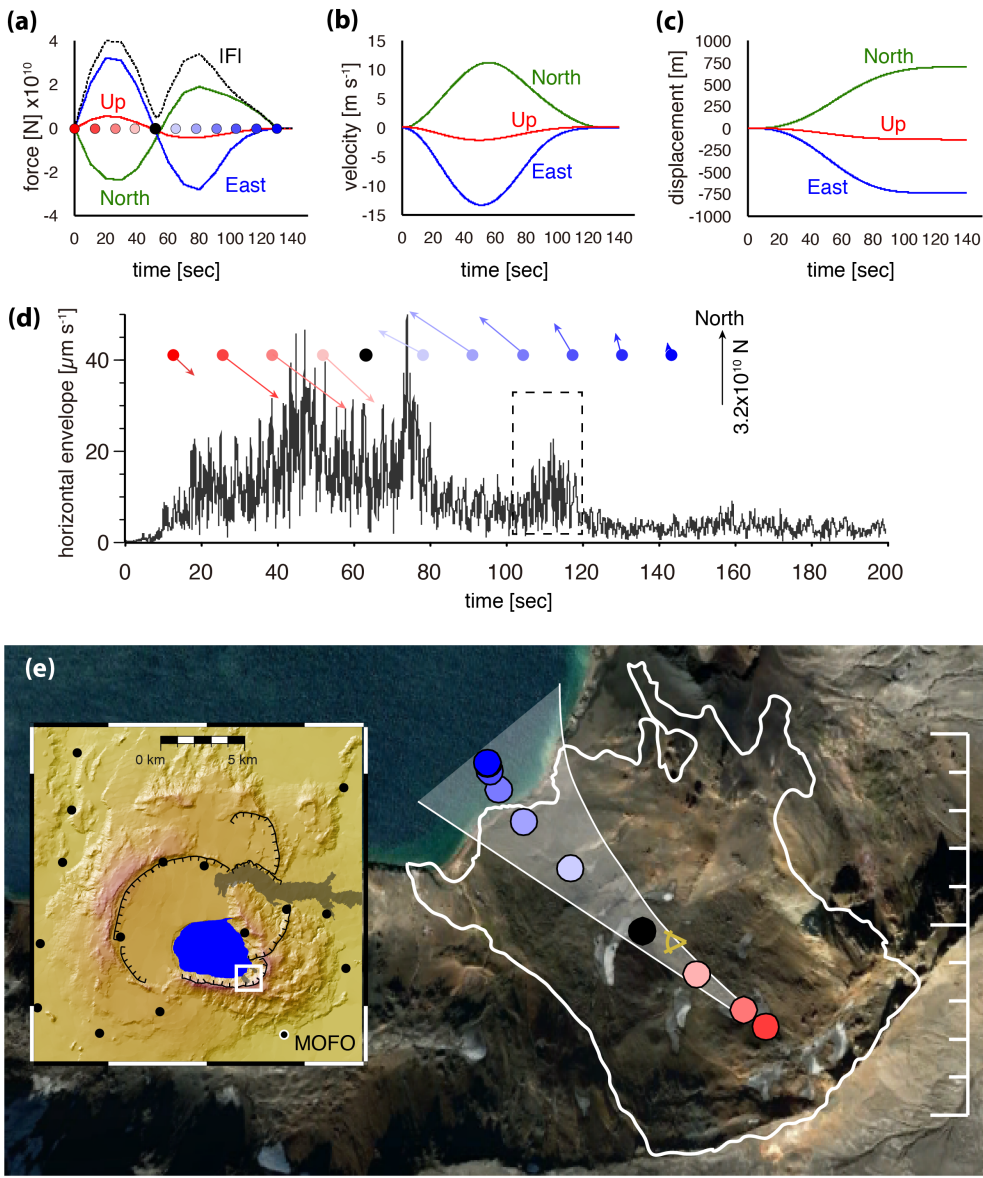 (a)
4
2
0
-2
-4
force [N] x10¹⁰
IFI
Up
North
East
0 20 40 60 80 100 120 140
time [sec]
(b)
15
10
5
0
-5
-10
-15
velocity [m s⁻¹]
North
Up
East
0 20 40 60 80 100 120 140
time [sec]
(c)
1000
750
500
250
0
-250
-500
-750
-1000
displacement [m]
North
Up
East
0 20 40 60 80 100 120 140
time [sec]
(d)
horizontal envelope [µm s⁻¹]
40
20
0
North
3.2x10¹⁰ N
0 20 40 60 80 100 120 140 160 180 200
time [sec]
(e)
0 km 5 km
MOFO